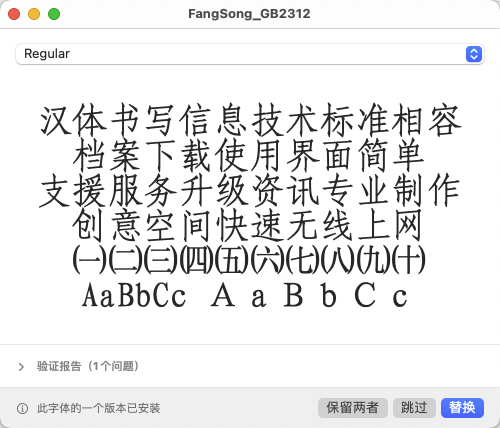 FangSong_GB2312
Regular
汉体书写信息技术标准相容
档案下载使用界面简单
支援服务升级资讯专业制作
创意空间快速无线上网
㈠㈡㈢㈣㈤㈥㈦㈧㈨㈩
AaBbCc ＡａＢｂＣｃ
验证报告（1个问题）
此字体的一个版本已安装
保留两者 跳过 替换